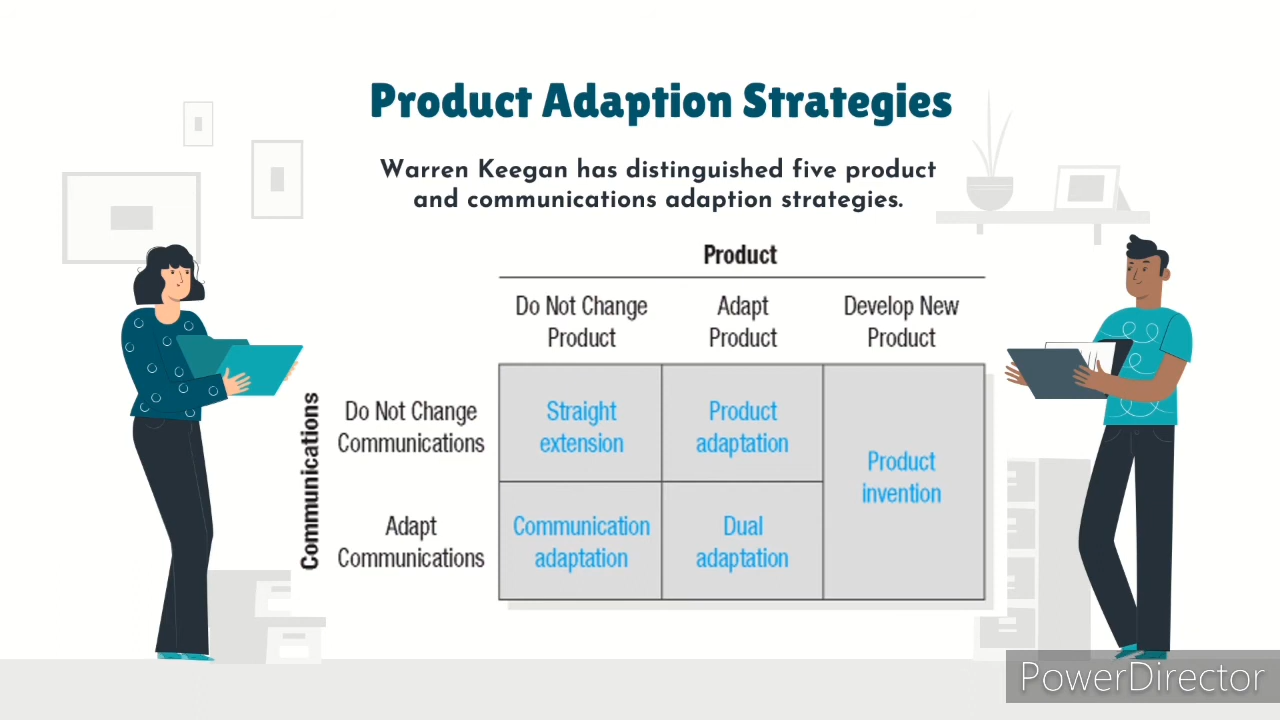 Product Adaption Strategies
Warren Keegan has distinguished five product
and communications adaption strategies.
Product
Do Not Change
Product
Adapt
Product
Develop New
Product
Communications
Do Not Change
Communications
Straight
extension
Product
adaptation
Product
invention
Adapt
Communications
Communication
adaptation
Dual
adaptation
PowerDirector